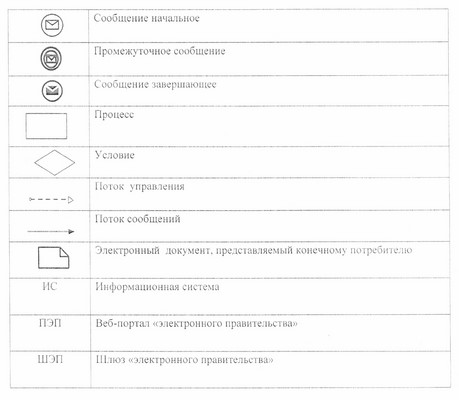 Сообщение начальное
Промежуточное сообщение
Сообщение завершающее
Процесс
Условие
Поток управления
Поток сообщений
Электронный документ, представляемый конечному потребителю
ИС Информационная система
ПЭП Веб-портал «электронного правительства»
ШЭП Шлюз «электронного правительства»